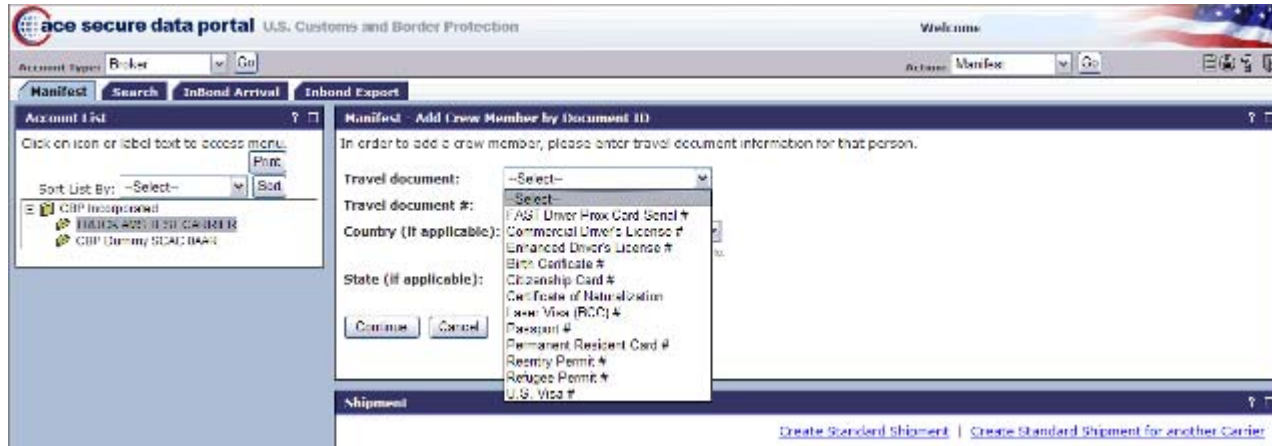 ace secure data portal U.S. Customs and Border Protection
Welcome
Account Type: Broker Go
Actions Manifest Go
Manifest Search InBond Arrival Inbond Export
Account List ?
Click on icon or label text to access menu.
Print
Sort List By: --Select-- Sort
CBP Incorporated
TRUCK AMS TEST CARRIER
CBP Dummy SCAC
Manifest - Add Crew Member by Document ID ?
In order to add a crew member, please enter travel document information for that person.
Travel document: --Select--
Travel document #:
Country (if applicable):
State (if applicable):
--Select--
FAST Driver Prox Card Serial #
Commercial Driver's License #
Enhanced Driver's License #
Birth Certificate #
Citizenship Card #
Certificate of Naturalization
Laser Visa (BCC) #
Passport #
Permanent Resident Card #
Reentry Permit #
Refugee Permit #
U.S. Visa #
Continue Cancel
Shipment ?
Create Standard Shipment | Create Standard Shipment for another Carrier